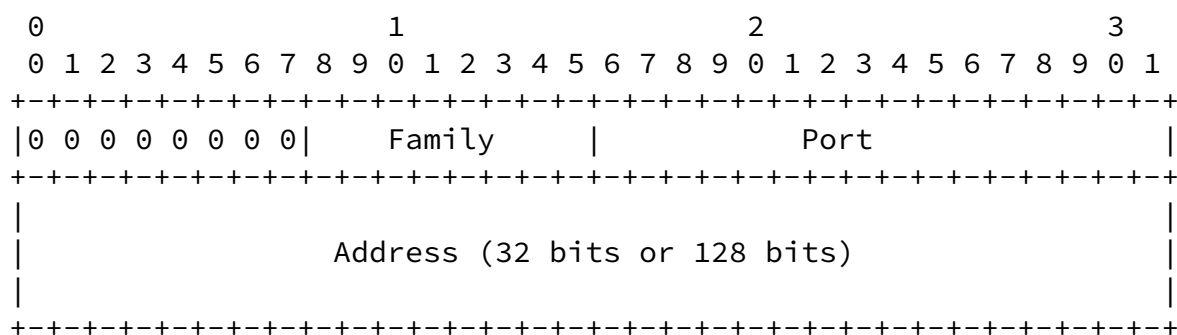 0                   1                   2                   3
 0 1 2 3 4 5 6 7 8 9 0 1 2 3 4 5 6 7 8 9 0 1 2 3 4 5 6 7 8 9 0 1
+-+-+-+-+-+-+-+-+-+-+-+-+-+-+-+-+-+-+-+-+-+-+-+-+-+-+-+-+-+-+-+-+
|0 0 0 0 0 0 0 0|    Family     |           Port                |
+-+-+-+-+-+-+-+-+-+-+-+-+-+-+-+-+-+-+-+-+-+-+-+-+-+-+-+-+-+-+-+-+
|                                                               |
|                 Address (32 bits or 128 bits)                 |
|                                                               |
+-+-+-+-+-+-+-+-+-+-+-+-+-+-+-+-+-+-+-+-+-+-+-+-+-+-+-+-+-+-+-+-+